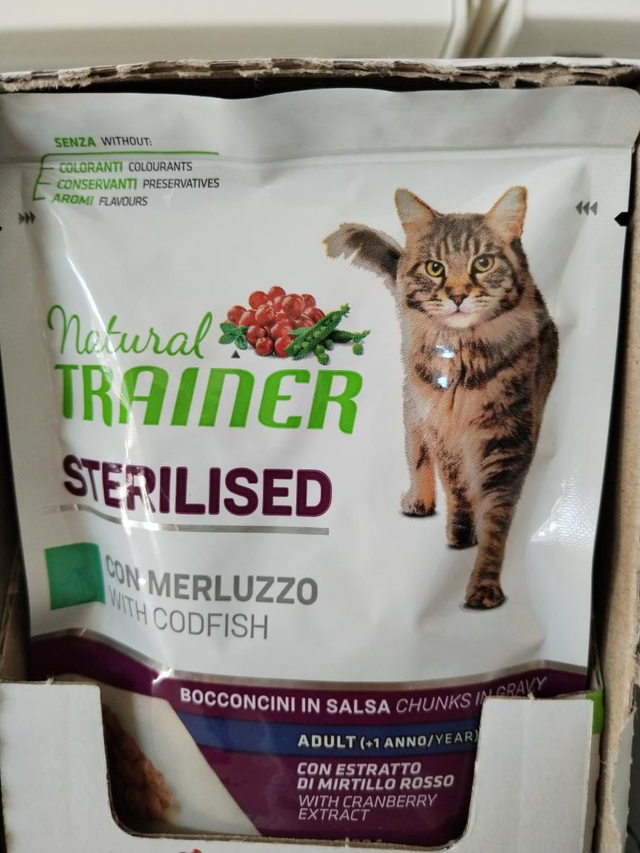 SENZA WITHOUT:
COLORANTI COLOURANTS
CONSERVANTI PRESERVATIVES
AROMI FLAVOURS
Natural
TRAINER
STERILISED
CON MERLUZZO
WITH CODFISH
BOCCONCINI IN SALSA CHUNKS IN GRAVY
ADULT (+1 ANNO/YEAR)
CON ESTRATTO
DI MIRTILLO ROSSO
WITH CRANBERRY
EXTRACT